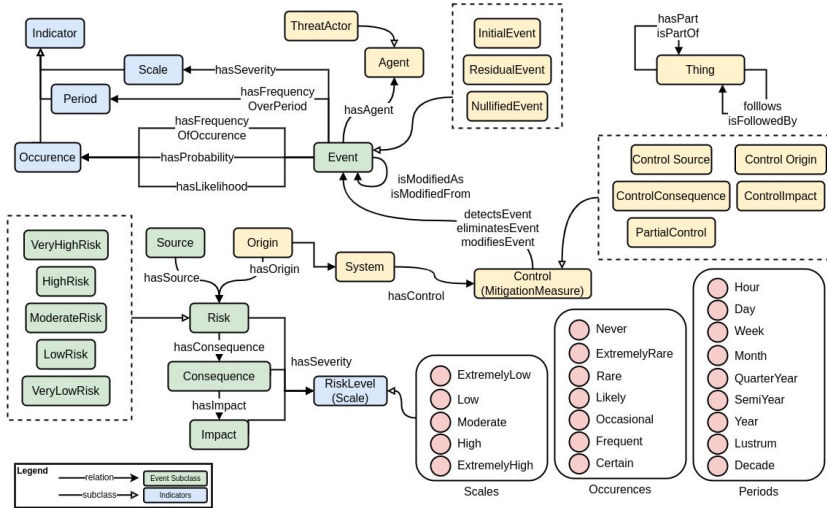 Indicator
Scale
Period
Occurence
hasSeverity
hasFrequency
OverPeriod
hasFrequency
OfOccurence
hasProbability
hasLikelihood
ThreatActor
Agent
hasAgent
Event
isModifiedAs
isModifiedFrom
InitialEvent
ResidualEvent
NullifiedEvent
hasPart
isPartOf
Thing
folllows
isFollowedBy
Control Source
Control Origin
ControlConsequence
ControlImpact
PartialControl
detectsEvent
eliminatesEvent
modifiesEvent
Control
(MitigationMeasure)
hasControl
System
Origin
Source
hasSource
hasOrigin
VeryHighRisk
HighRisk
ModerateRisk
LowRisk
VeryLowRisk
Risk
hasConsequence
Consequence
hasImpact
Impact
hasSeverity
RiskLevel
(Scale)
ExtremelyLow
Low
Moderate
High
ExtremelyHigh
Scales
Never
ExtremelyRare
Rare
Likely
Occasional
Frequent
Certain
Occurences
Hour
Day
Week
Month
QuarterYear
SemiYear
Year
Lustrum
Decade
Periods
Legend
relation
Event Subclass
subclass
Indicators